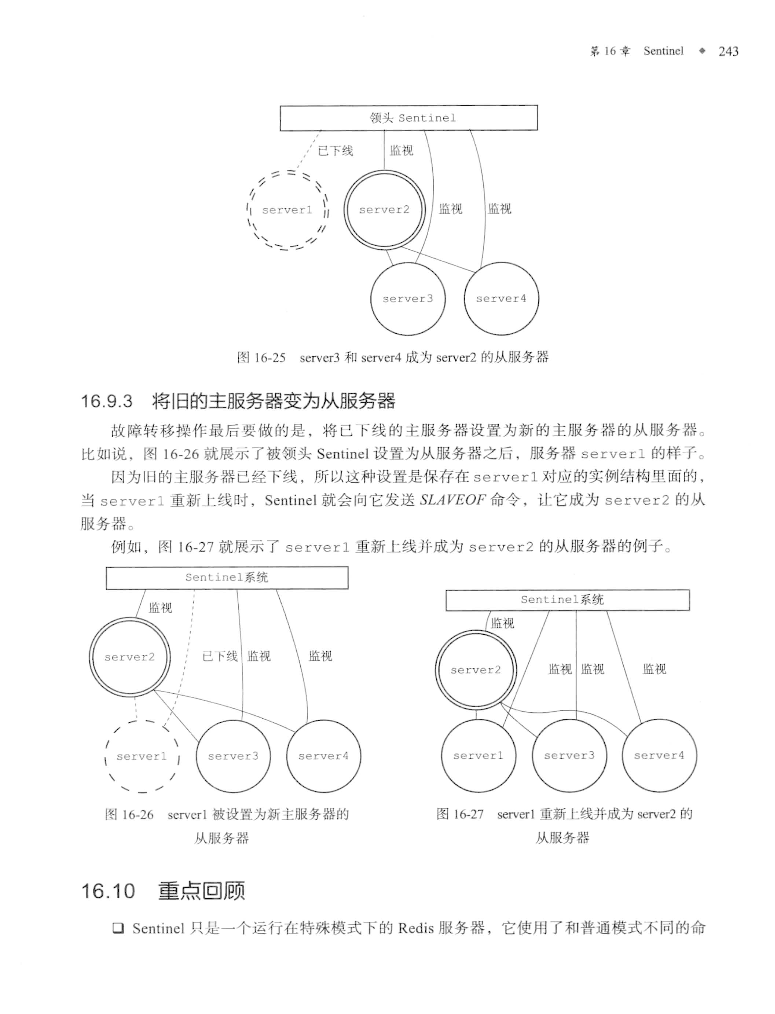 第 16 章 Sentinel ◆ 243
领头 Sentinel
已下线 监视
server1 server2 监视 监视
server3 server4
图 16-25 server3 和 server4 成为 server2 的从服务器
16.9.3 将旧的主服务器变为从服务器
故障转移操作最后要做的是，将已下线的主服务器设置为新的主服务器的从服务器。
比如说，图 16-26 就展示了被领头 Sentinel 设置为从服务器之后，服务器 server1 的样子。
因为旧的主服务器已经下线，所以这种设置是保存在 server1 对应的实例结构里面的，
当 server1 重新上线时，Sentinel 就会向它发送 SLAVEOF 命令，让它成为 server2 的从
服务器。
例如，图 16-27 就展示了 server1 重新上线并成为 server2 的从服务器的例子。
Sentinel系统
监视
server2 已下线 监视 监视
server1 server3 server4
图 16-26 server1 被设置为新主服务器的
从服务器
Sentinel系统
监视
server2 监视 监视 监视
server1 server3 server4
图 16-27 server1 重新上线并成为 server2 的
从服务器
16.10 重点回顾
❑ Sentinel 只是一个运行在特殊模式下的 Redis 服务器，它使用了和普通模式不同的命